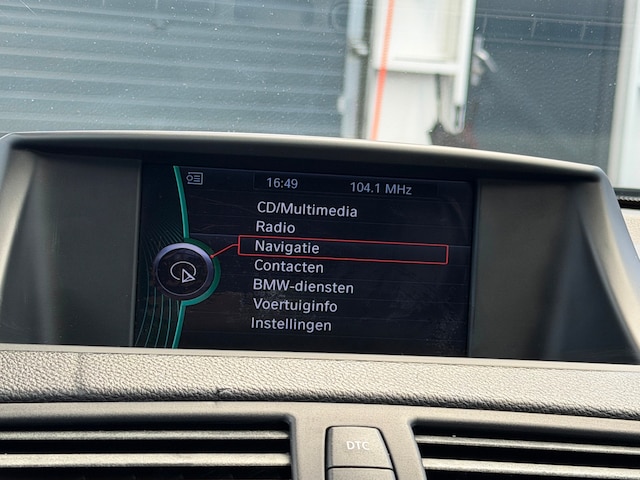 16:49 104.1 MHz
CD/Multimedia
Radio
Navigatie
Contacten
BMW-diensten
Voertuiginfo
Instellingen
DTC